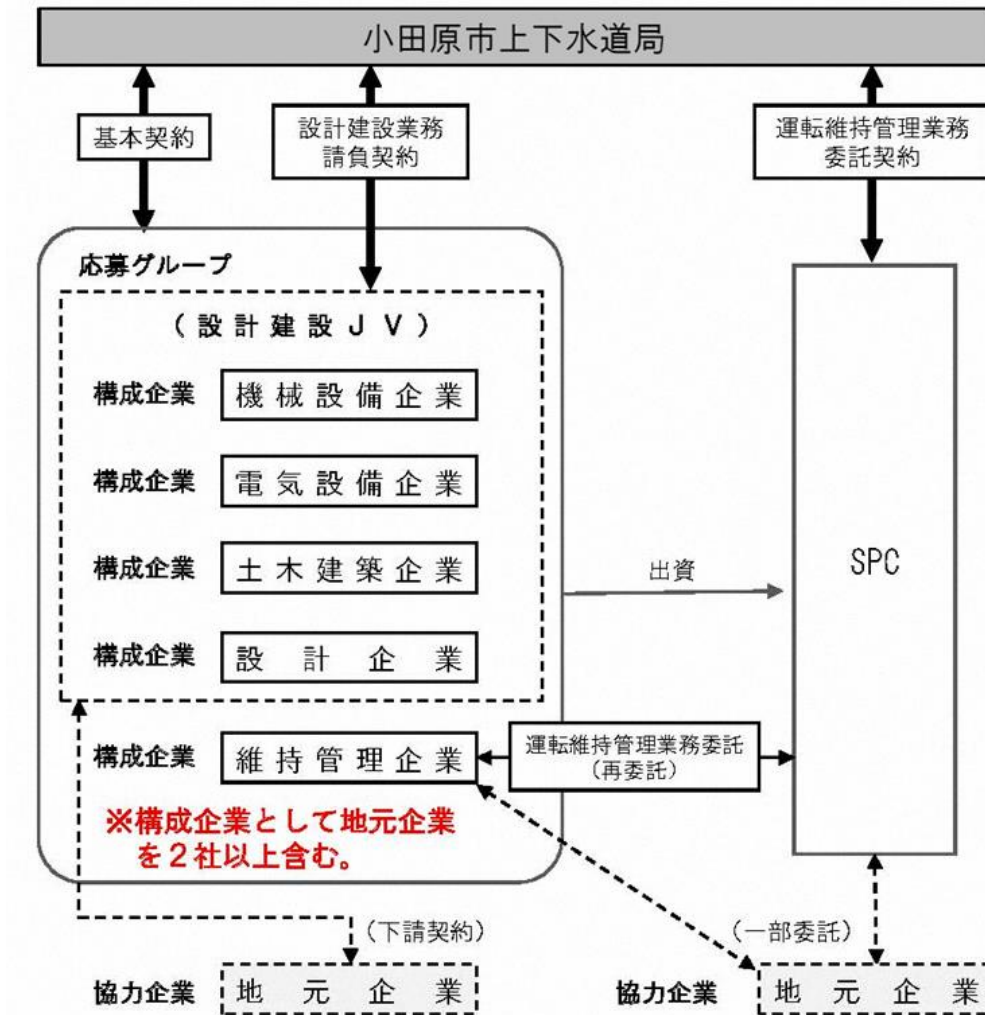 小田原市上下水道局
基本契約
設計建設業務
請負契約
運転維持管理業務
委託契約
応募グループ
（設計建設ＪＶ）
構成企業 機械設備企業
構成企業 電気設備企業
構成企業 土木建築企業
出資
SPC
構成企業 設計企業
構成企業 維持管理企業
運転維持管理業務委託
（再委託）
※構成企業として地元企業
を２社以上含む。
（下請契約）
（一部委託）
協力企業 地元企業
協力企業 地元企業